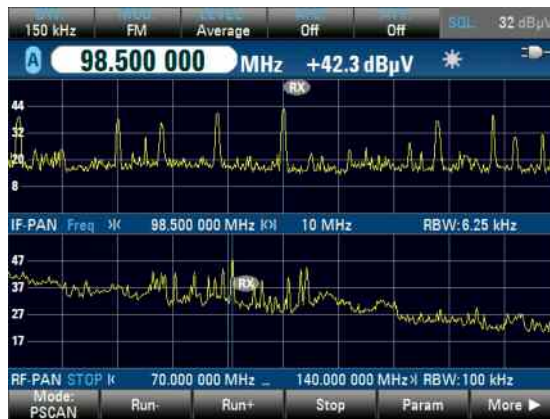 150 kHz FM Average Off Off SQL 32 dBµV
A 98.500 000 MHz +42.3 dBµV
RX
44
32
20
8
IF-PAN Freq 98.500 000 MHz 10 MHz RBW:6.25 kHz
47
37
RX
27
17
RF-PAN STOP 70.000 000 MHz _ 140.000 000 MHz RBW:100 kHz
Mode:
PSCAN Run- Run+ Stop Param More ▶